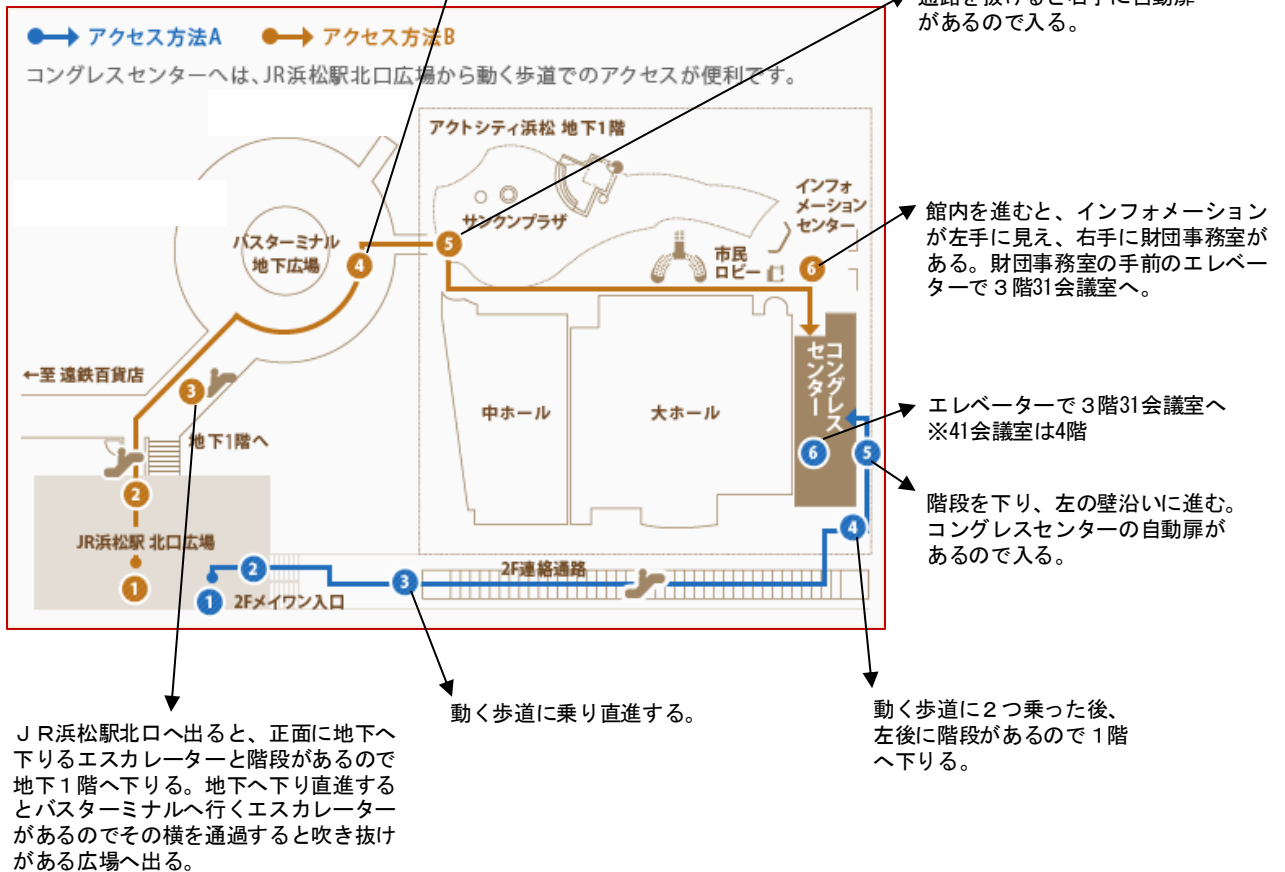 通路を抜けると右手に自動扉
があるので入る。
アクセス方法A
アクセス方法B
コングレスセンターへは、JR浜松駅北口広場から動く歩道でのアクセスが便利です。
アクトシティ浜松 地下1階
サンクンプラザ
インフォ
メーション
センター
市民
ロビー
バスターミナル
地下広場
4
5
6
館内を進むと、インフォメーション
が左手に見え、右手に財団事務室が
ある。財団事務室の手前のエレベー
ターで３階31会議室へ。
←至 遠鉄百貨店
3
地下1階へ
中ホール
大ホール
コングレス
センター
6
5
エレベーターで３階31会議室へ
※41会議室は4階
2
JR浜松駅 北口広場
1
階段を下り、左の壁沿いに進む。
コングレスセンターの自動扉が
あるので入る。
4
1
2
2Fメイワン入口
3
2F連絡通路
ＪＲ浜松駅北口へ出ると、正面に地下へ
下りるエスカレーターと階段があるので
地下１階へ下りる。地下へ下り直進する
とバスターミナルへ行くエスカレーター
があるのでその横を通過すると吹き抜け
がある広場へ出る。
動く歩道に乗り直進する。
動く歩道に２つ乗った後、
左後に階段があるので１階
へ下りる。